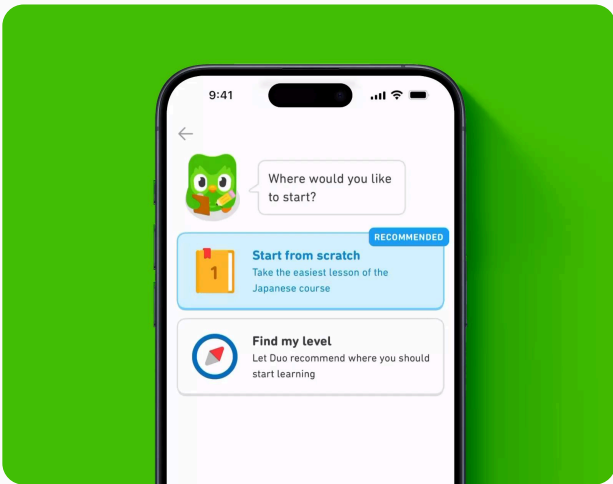 9:41
Where would you like
to start?
RECOMMENDED
1
Start from scratch
Take the easiest lesson of the
Japanese course
Find my level
Let Duo recommend where you should
start learning